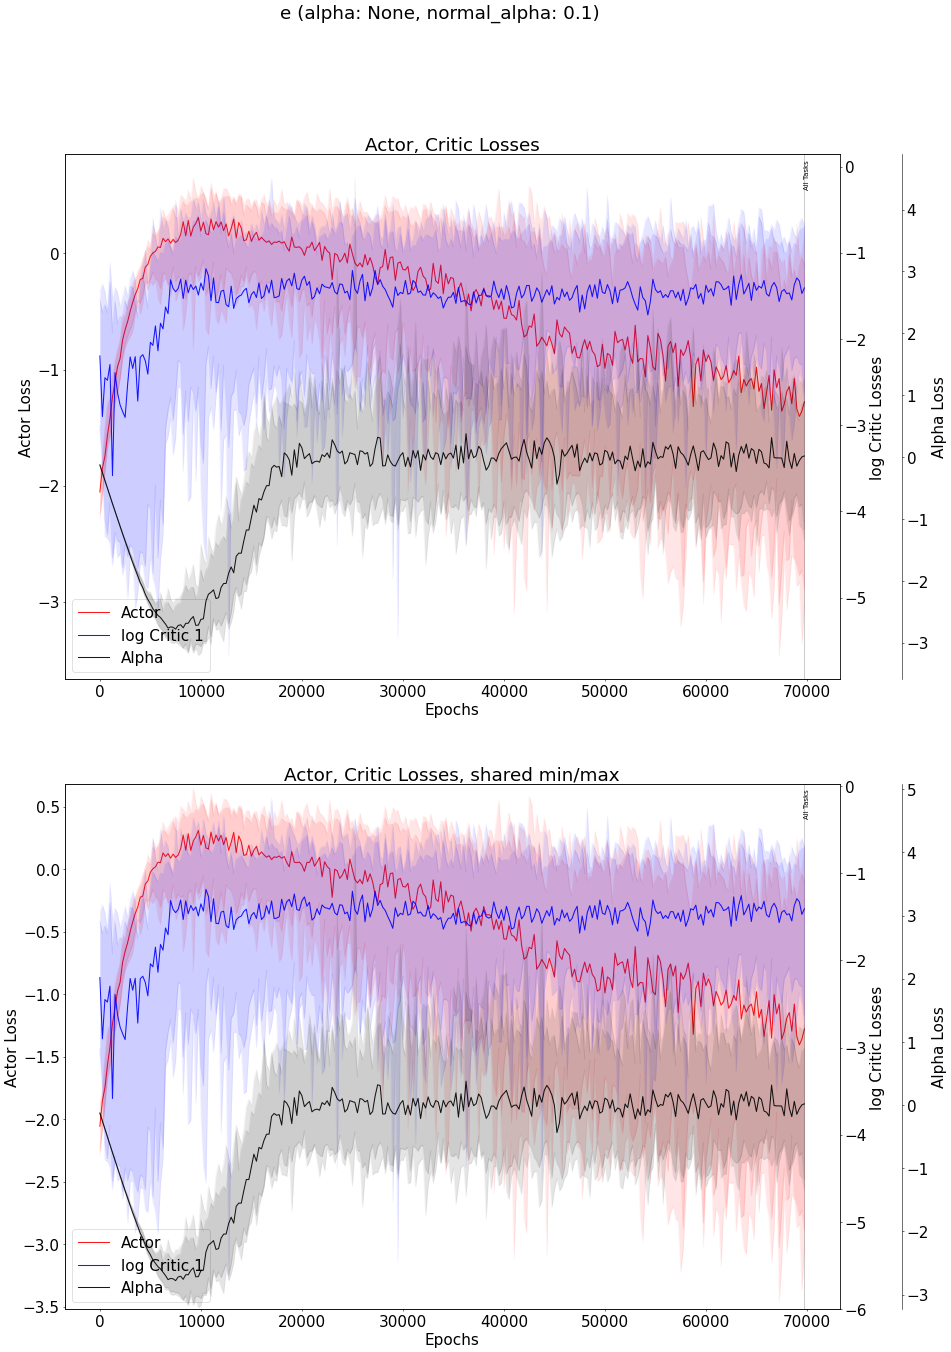 e (alpha: None, normal_alpha: 0.1)
Actor, Critic Losses
All Tasks
0
−1
−2
−3
Actor Loss
0
−1
−2
−3
−4
−5
log Critic Losses
4
3
2
1
0
−1
−2
−3
Alpha Loss
Actor
log Critic 1
Alpha
0 10000 20000 30000 40000 50000 60000 70000
Epochs
Actor, Critic Losses, shared min/max
All Tasks
0.5
0.0
−0.5
−1.0
−1.5
−2.0
−2.5
−3.0
−3.5
Actor Loss
0
−1
−2
−3
−4
−5
−6
log Critic Losses
5
4
3
2
1
0
−1
−2
−3
Alpha Loss
Actor
log Critic 1
Alpha
0 10000 20000 30000 40000 50000 60000 70000
Epochs